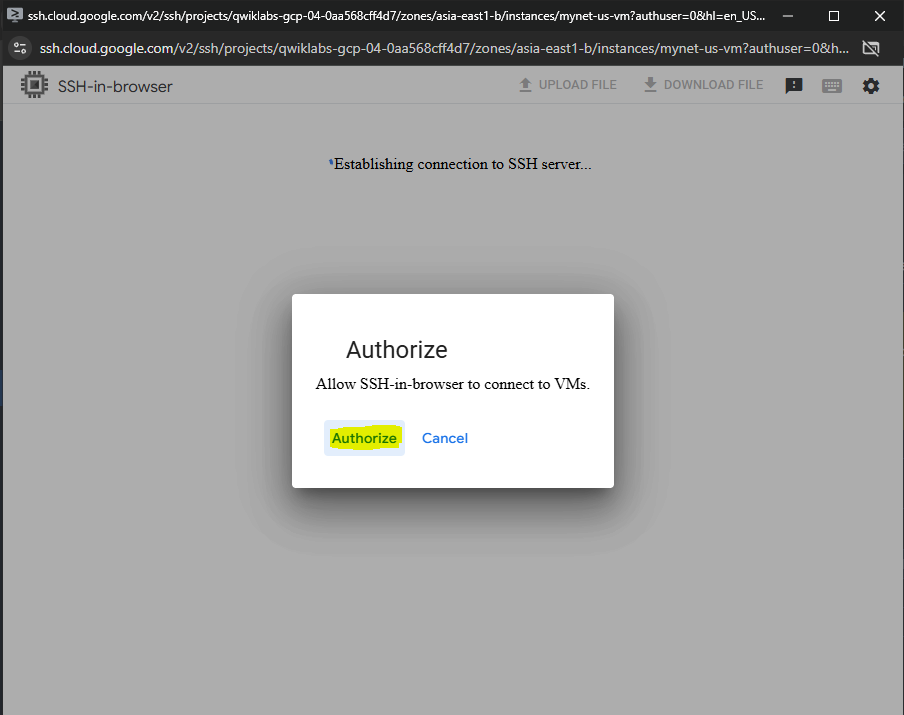 ssh.cloud.google.com/v2/ssh/projects/qwiklabs-gcp-04-0aa568cff4d7/zones/asia-east1-b/instances/mynet-us-vm?authuser=0&hl=en_US...
ssh.cloud.google.com/v2/ssh/projects/qwiklabs-gcp-04-0aa568cff4d7/zones/asia-east1-b/instances/mynet-us-vm?authuser=0&h...
SSH-in-browser UPLOAD FILE DOWNLOAD FILE
Establishing connection to SSH server...
Authorize
Allow SSH-in-browser to connect to VMs.
Authorize Cancel